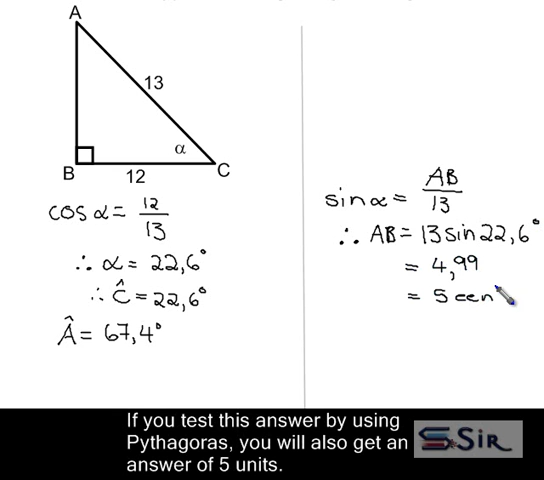 A
13
α
B
12
C
cos α = 12/13
∴ α = 22,6°
∴ Ĉ = 22,6°
Â = 67,4°
sin α = AB/13
∴ AB = 13 sin 22,6°
= 4,99
= 5 cen
If you test this answer by using
Pythagoras, you will also get an
answer of 5 units.
SIR